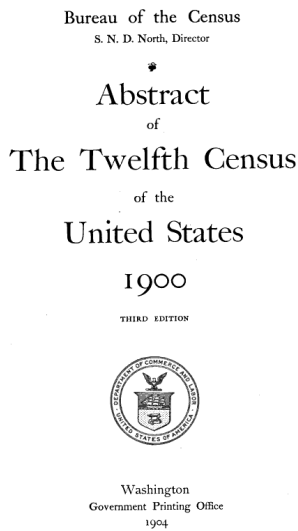 Bureau of the Census
S. N. D. North, Director
Abstract
of
The Twelfth Census
of the
United States
1900
THIRD EDITION
DEPARTMENT OF COMMERCE AND LABOR
UNITED STATES OF AMERICA
Washington
Government Printing Office
1904